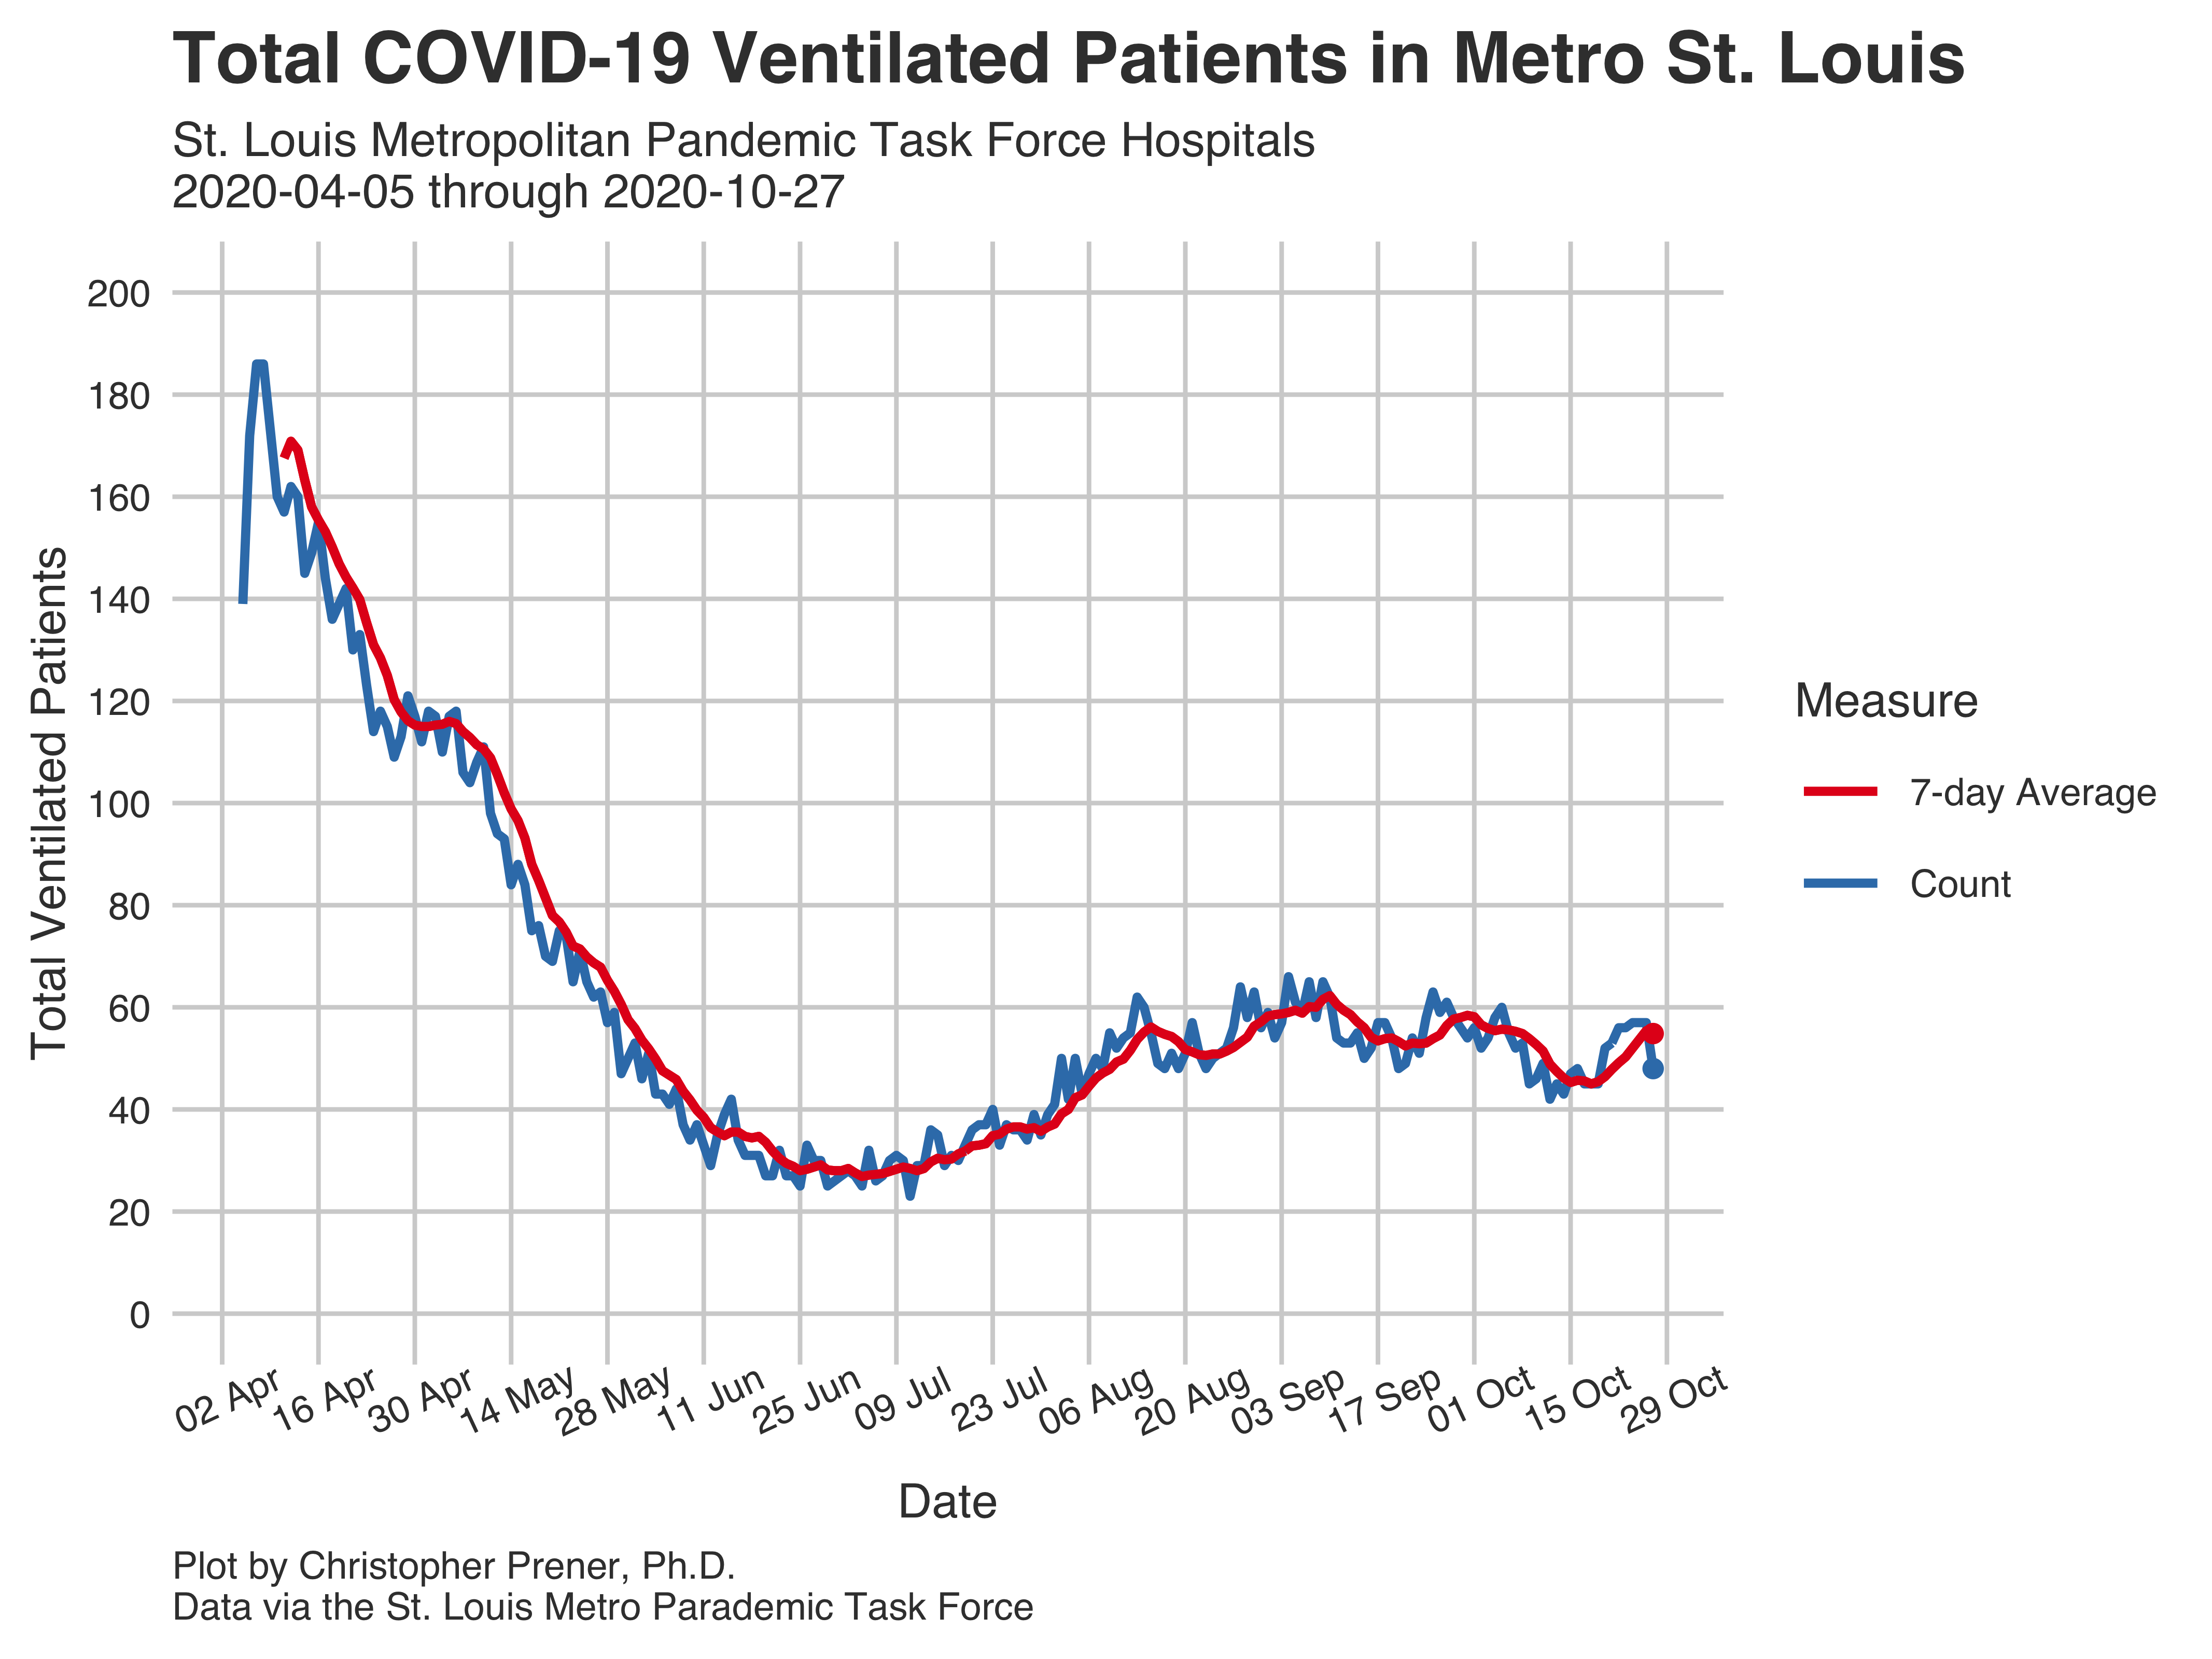 Total COVID-19 Ventilated Patients in Metro St. Louis
St. Louis Metropolitan Pandemic Task Force Hospitals
2020-04-05 through 2020-10-27
Total Ventilated Patients
200
180
160
140
120
100
80
60
40
20
0
02 Apr
16 Apr
30 Apr
14 May
28 May
11 Jun
25 Jun
09 Jul
23 Jul
06 Aug
20 Aug
03 Sep
17 Sep
01 Oct
15 Oct
29 Oct
Date
Measure
7-day Average
Count
Plot by Christopher Prener, Ph.D.
Data via the St. Louis Metro Parademic Task Force